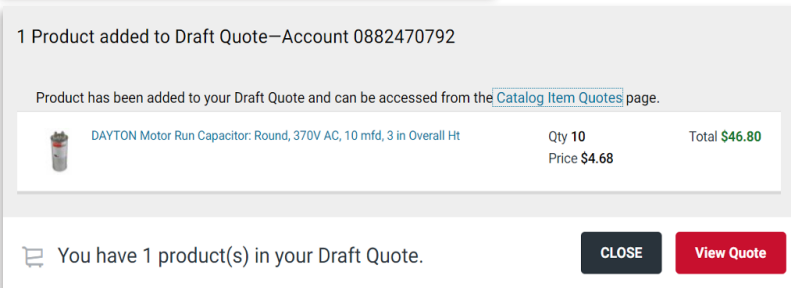 1 Product added to Draft Quote—Account 0882470792
Product has been added to your Draft Quote and can be accessed from the Catalog Item Quotes page.
DAYTON Motor Run Capacitor: Round, 370V AC, 10 mfd, 3 in Overall Ht
Qty 10
Total $46.80
Price $4.68
You have 1 product(s) in your Draft Quote.
CLOSE
View Quote